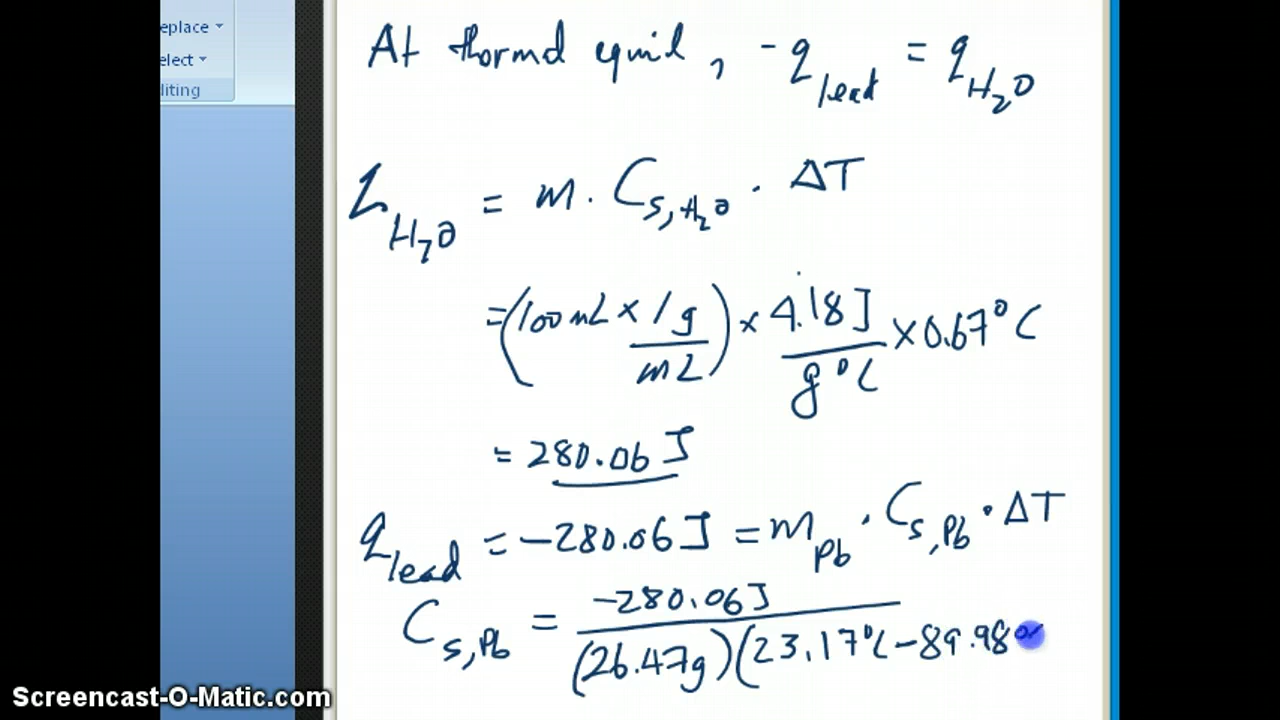 eplace
elect
diting
At thermal equil, -q lead = q H₂O
q H₂O = m · C s, H₂O · ΔT
= (100 mL × 1 g / mL) × 4.18 J / g °C × 0.67 °C
= 280.06 J
q lead = -280.06 J = m Pb · C s, Pb · ΔT
C s, Pb = -280.06 J / (26.47 g)(23.17 °C - 89.98 °
Screencast-O-Matic.com